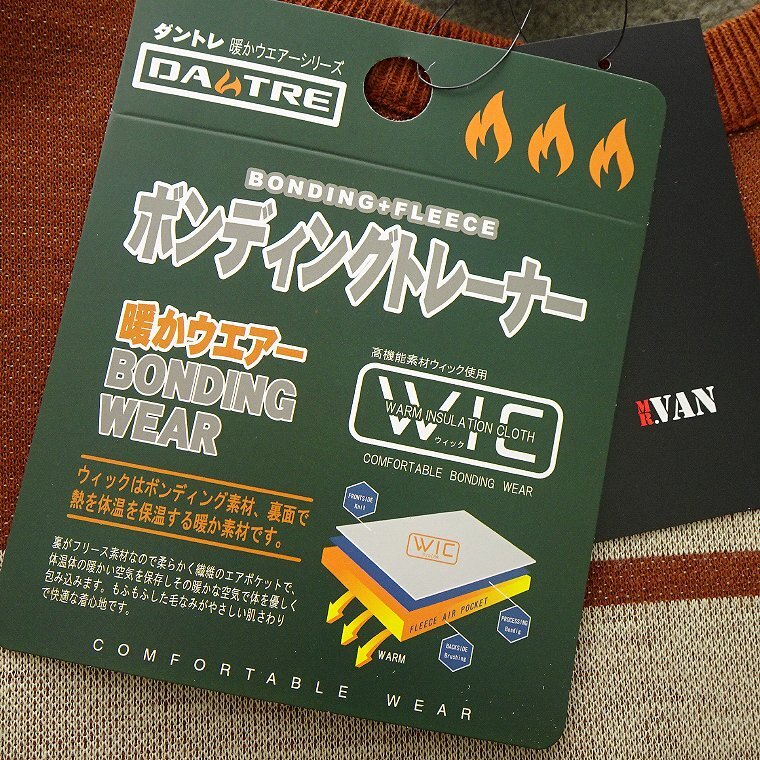 ダントレ 暖かウエアーシリーズ
DANTRE
BONDING+FLEECE
ボンディングトレーナー
暖かウエアー
BONDING
WEAR
高機能素材ウィック使用
WIC
WARM INSULATION CLOTH
ウィック
COMFORTABLE BONDING WEAR
ウィックはボンディング素材、裏面で
熱を体温を保温する暖か素材です。
裏がフリース素材なので柔らかく繊維のエアポケットで、
体温体の暖かい空気を保存しその暖かな空気で体を優しく
包み込みます。もふもふした毛なみがやさしい肌さわり
で快適な着心地です。
FRONTSIDE
Knit
WIC
FLEECE AIR POCKET
PROCESSING
Bondig
BACKSIDE
Brushing
WARM
COMFORTABLE WEAR
MR.VAN